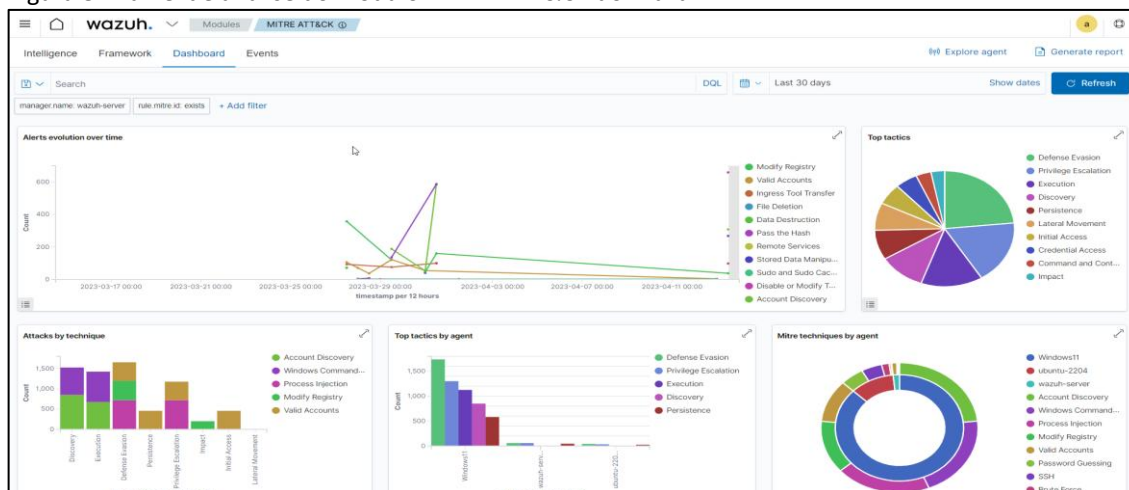 wazuh.
Modules
MITRE ATT&CK
a
Intelligence
Framework
Dashboard
Events
Explore agent
Generate report
Search
DQL
Last 30 days
Show dates
Refresh
manager.name: wazuh-server
rule.mitre.id: exists
+ Add filter
Alerts evolution over time
Count
600
400
200
0
2023-03-17 00:00
2023-03-21 00:00
2023-03-25 00:00
2023-03-29 00:00
2023-04-03 00:00
2023-04-07 00:00
2023-04-11 00:00
timestamp per 12 hours
Modify Registry
Valid Accounts
Ingress Tool Transfer
File Deletion
Data Destruction
Pass the Hash
Remote Services
Stored Data Manipu...
Sudo and Sudo Cac...
Disable or Modify T...
Account Discovery
Top tactics
Defense Evasion
Privilege Escalation
Execution
Discovery
Persistence
Lateral Movement
Initial Access
Credential Access
Command and Cont...
Impact
Attacks by technique
Count
1,500
1,000
500
0
Discovery
Execution
Defense Evasion
Persistence
Privilege Escalation
Impact
Initial Access
Lateral Movement
Account Discovery
Windows Command...
Process Injection
Modify Registry
Valid Accounts
Top tactics by agent
Count
1,500
1,000
500
0
Windows11
wazuh-serv...
ubuntu-220...
Defense Evasion
Privilege Escalation
Execution
Discovery
Persistence
Mitre techniques by agent
Windows11
ubuntu-2204
wazuh-server
Account Discovery
Windows Command...
Process Injection
Modify Registry
Valid Accounts
Password Guessing
SSH
Brute Force